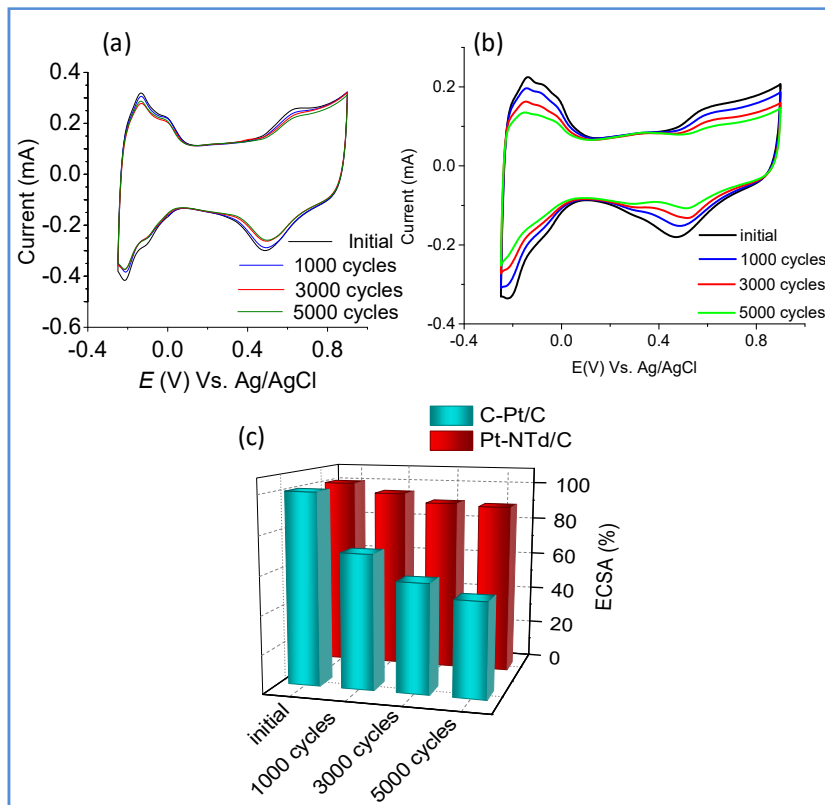 (a)
0.4
0.2
0.0
-0.2
-0.4
-0.6
Current (mA)
Initial
1000 cycles
3000 cycles
5000 cycles
-0.4
0.0
0.4
0.8
E (V) Vs. Ag/AgCl
(b)
0.2
0.0
-0.2
-0.4
Current (mA)
initial
1000 cycles
3000 cycles
5000 cycles
-0.4
0.0
0.4
0.8
E(V) Vs. Ag/AgCl
(c)
C-Pt/C
Pt-NTd/C
100
80
60
40
20
0
ECSA (%)
initial
1000 cycles
3000 cycles
5000 cycles